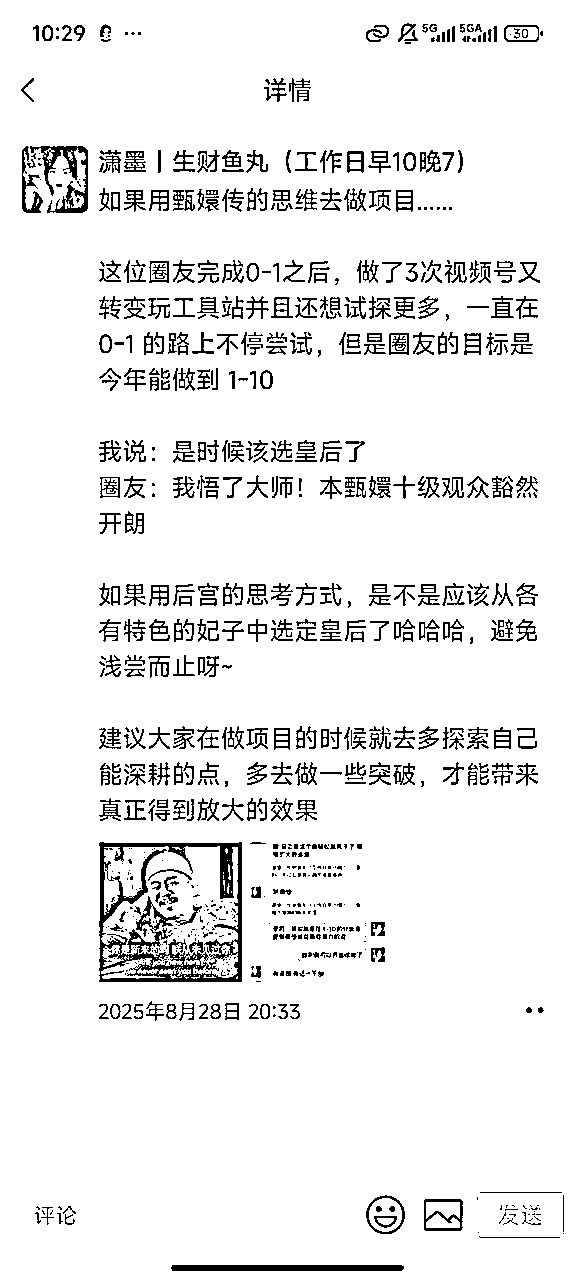 10:29
5G
5GA
30
详情
潇墨丨生财鱼丸（工作日早10晚7）
如果用甄嬛传的思维去做项目……
这位圈友完成0-1之后，做了3次视频号又
转变玩工具站并且还想试探更多，一直在
0-1 的路上不停尝试，但是圈友的目标是
今年能做到 1-10
我说：是时候该选皇后了
圈友：我悟了大师！本甄嬛十级观众豁然
开朗
如果用后宫的思考方式，是不是应该从各
有特色的妃子中选定皇后了哈哈哈，避免
浅尝而止呀~
建议大家在做项目的时候就去多探索自己
能深耕的点，多去做一些突破，才能带来
真正得到放大的效果
2025年8月28日 20:33
评论
发送